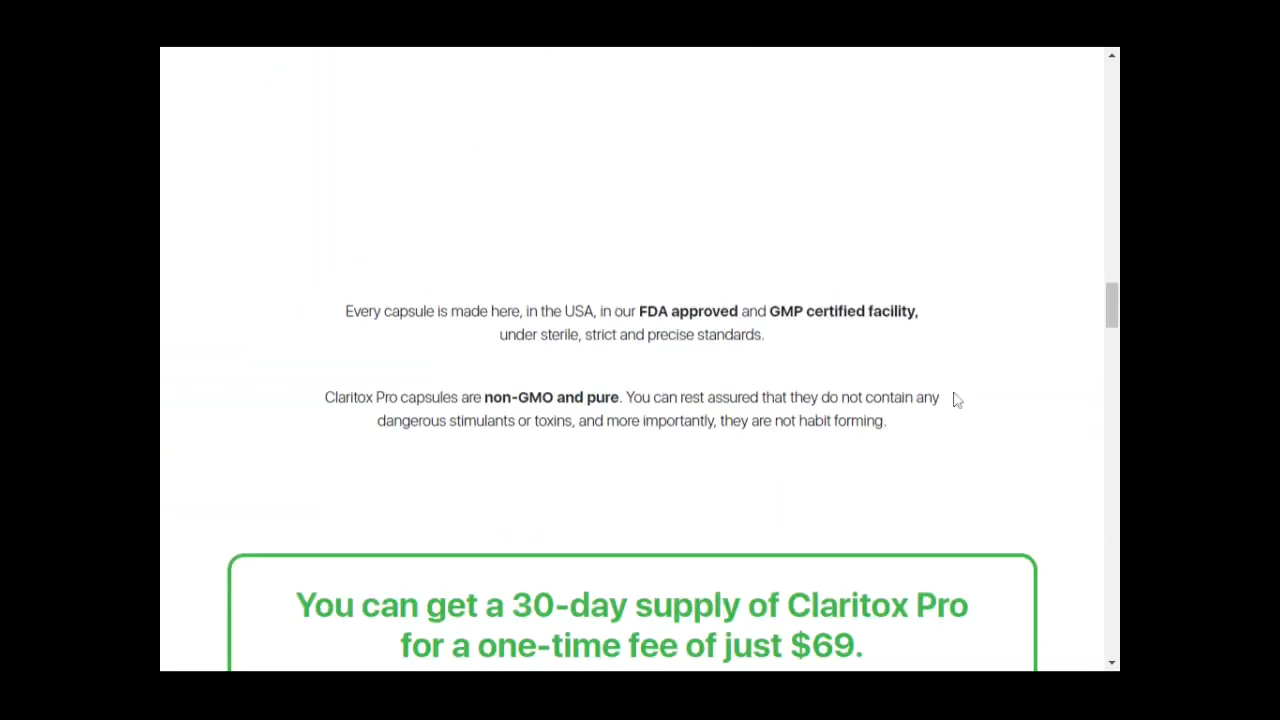 Every capsule is made here, in the USA, in our FDA approved and GMP certified facility,
under sterile, strict and precise standards.
Claritox Pro capsules are non-GMO and pure. You can rest assured that they do not contain any
dangerous stimulants or toxins, and more importantly, they are not habit forming.
You can get a 30-day supply of Claritox Pro
for a one-time fee of just $69.